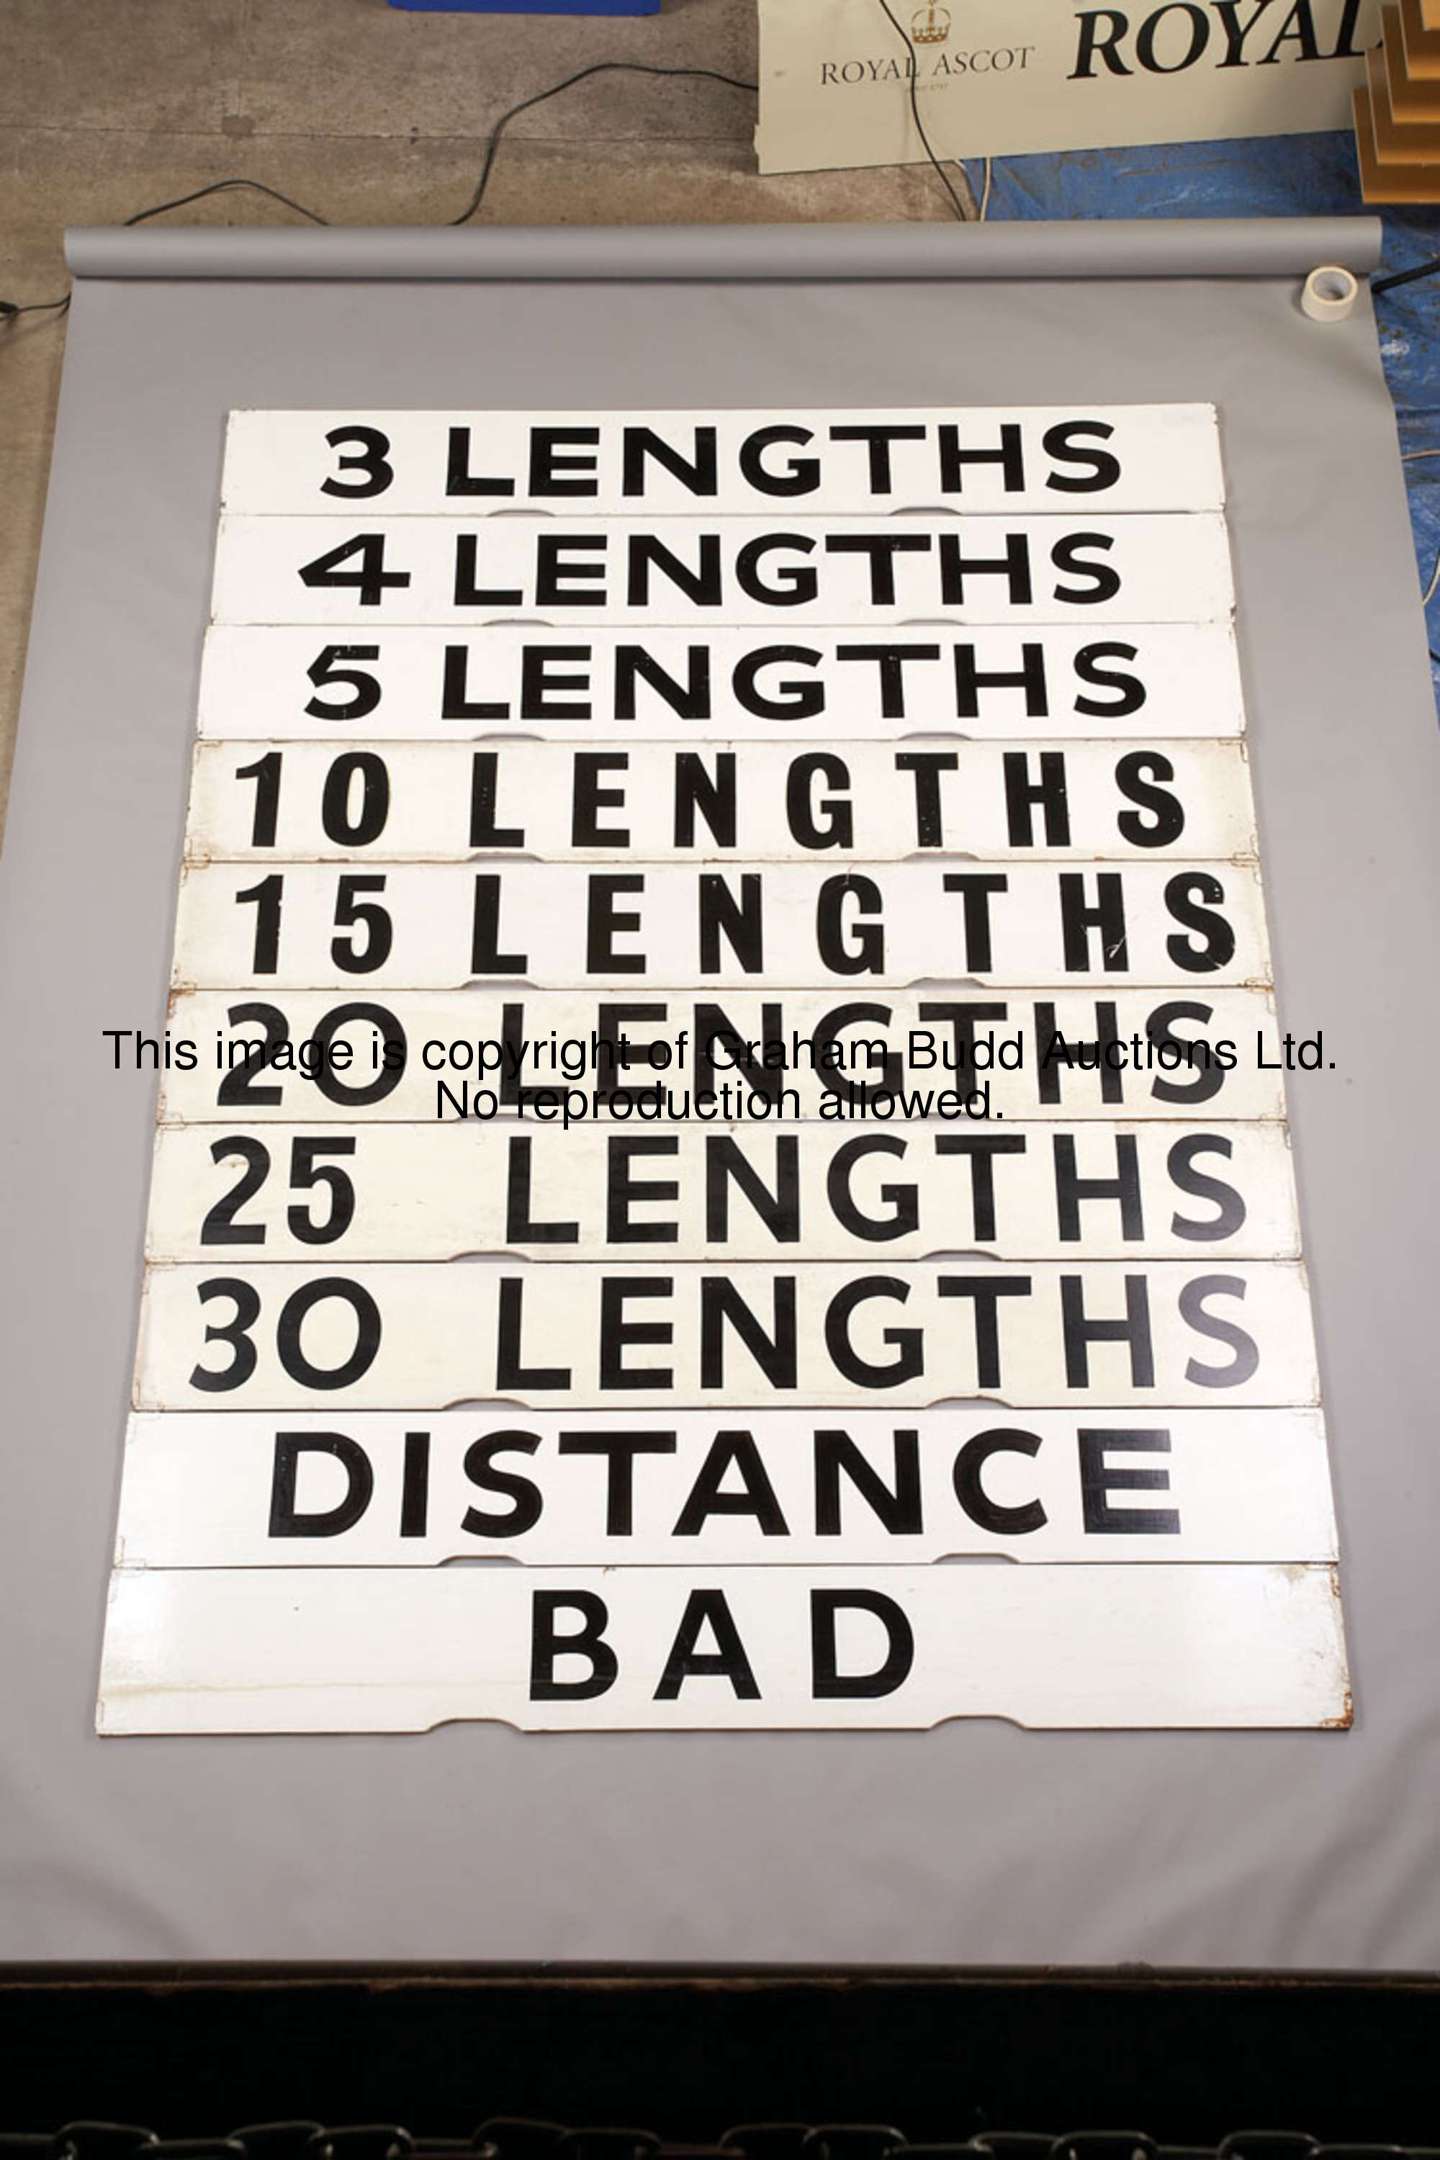 ROYAL ASCOT
ROYAL
3 LENGTHS
4 LENGTHS
5 LENGTHS
10 LENGTHS
15 LENGTHS
20 LENGTHS
This image is copyright of Graham Budd Auctions Ltd.
No reproduction allowed.
25 LENGTHS
30 LENGTHS
DISTANCE
BAD